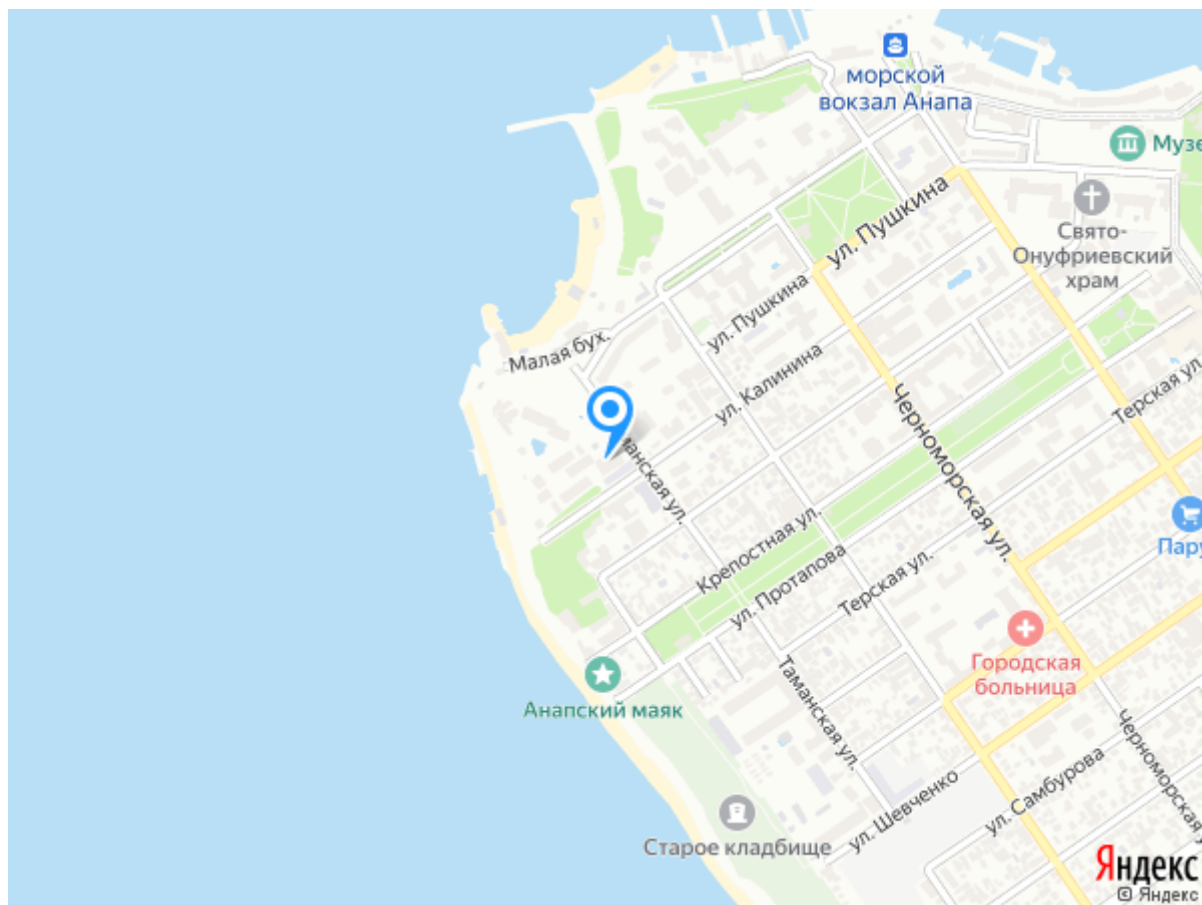 морской
вокзал Анапа
Музе
Свято-
Онуфриевский
храм
ул. Пушкина
ул. Пушкина
Малая бух.
ул. Калинина
Черноморская ул.
Терская ул.
манская ул.
Крепостная ул.
Пару
ул. Протапова
Терская ул.
Городская
больница
Анапский маяк
Таманская ул.
Черноморская у
ул. Самбурова
ул. Шевченко
Старое кладбище
Яндекс
© Яндекс